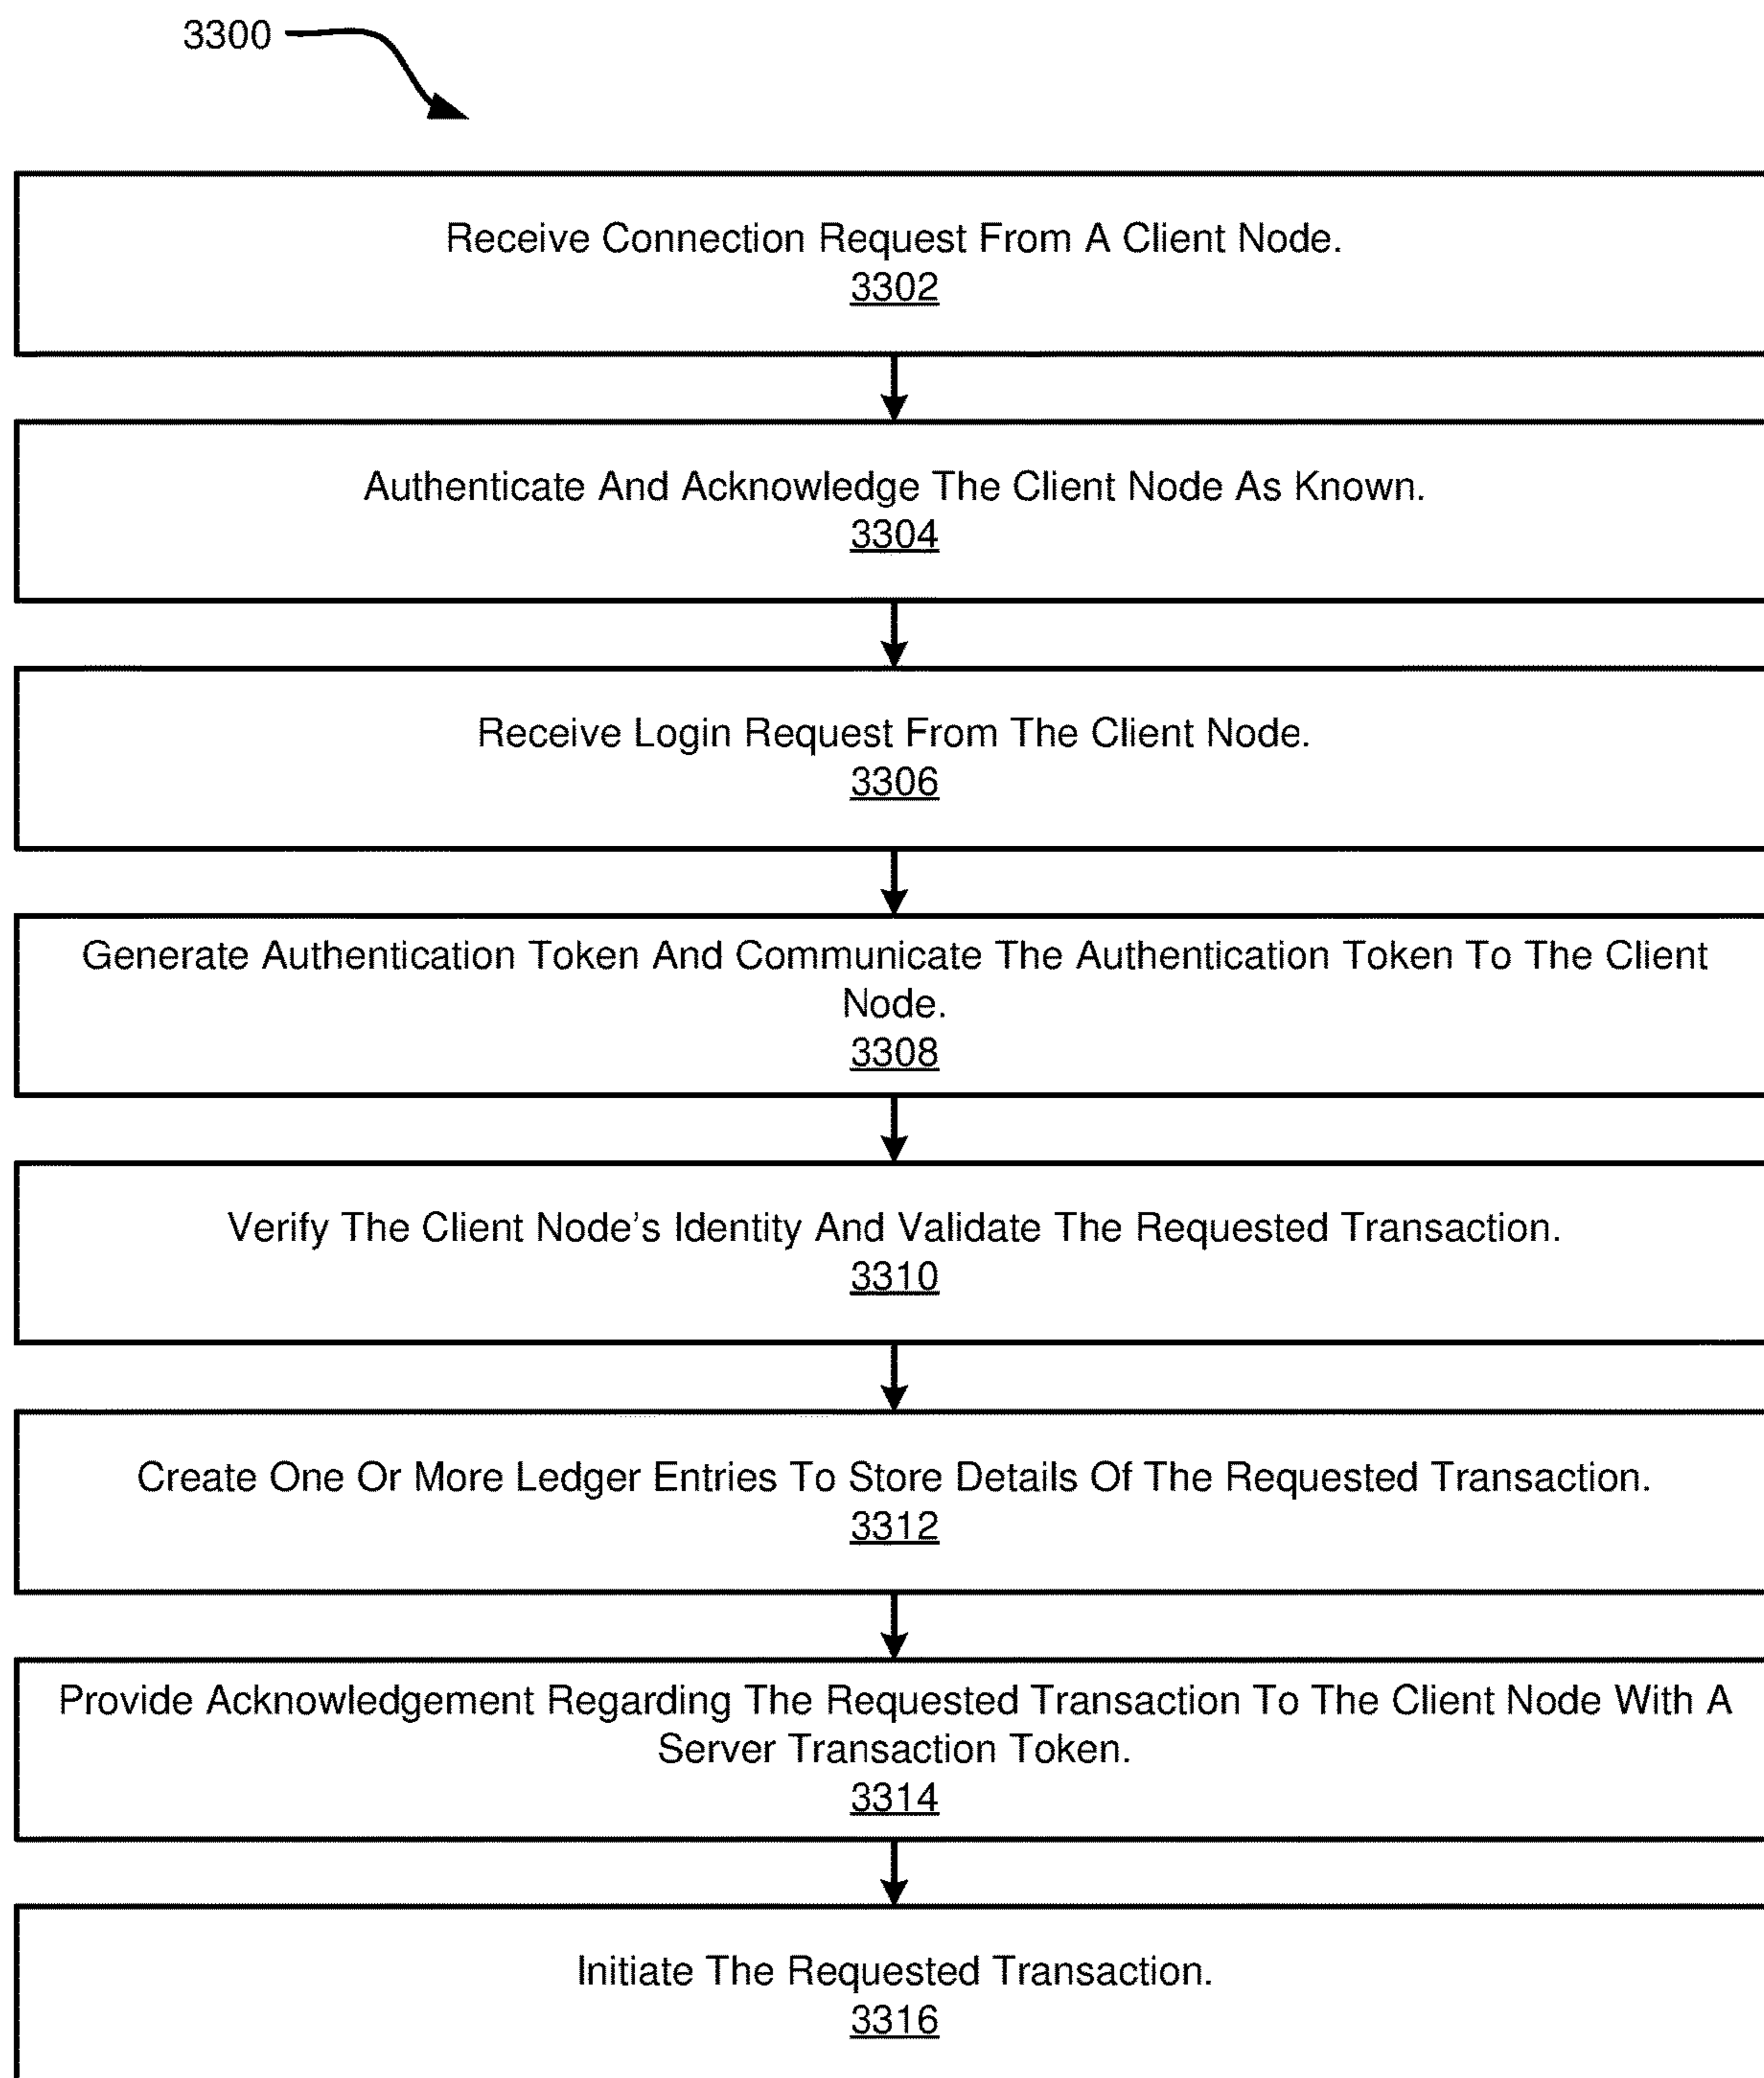 3300
Receive Connection Request From A Client Node.
3302
Authenticate And Acknowledge The Client Node As Known.
3304
Receive Login Request From The Client Node.
3306
Generate Authentication Token And Communicate The Authentication Token To The Client
Node.
3308
Verify The Client Node’s Identity And Validate The Requested Transaction.
3310
Create One Or More Ledger Entries To Store Details Of The Requested Transaction.
3312
Provide Acknowledgement Regarding The Requested Transaction To The Client Node With A
Server Transaction Token.
3314
Initiate The Requested Transaction.
3316